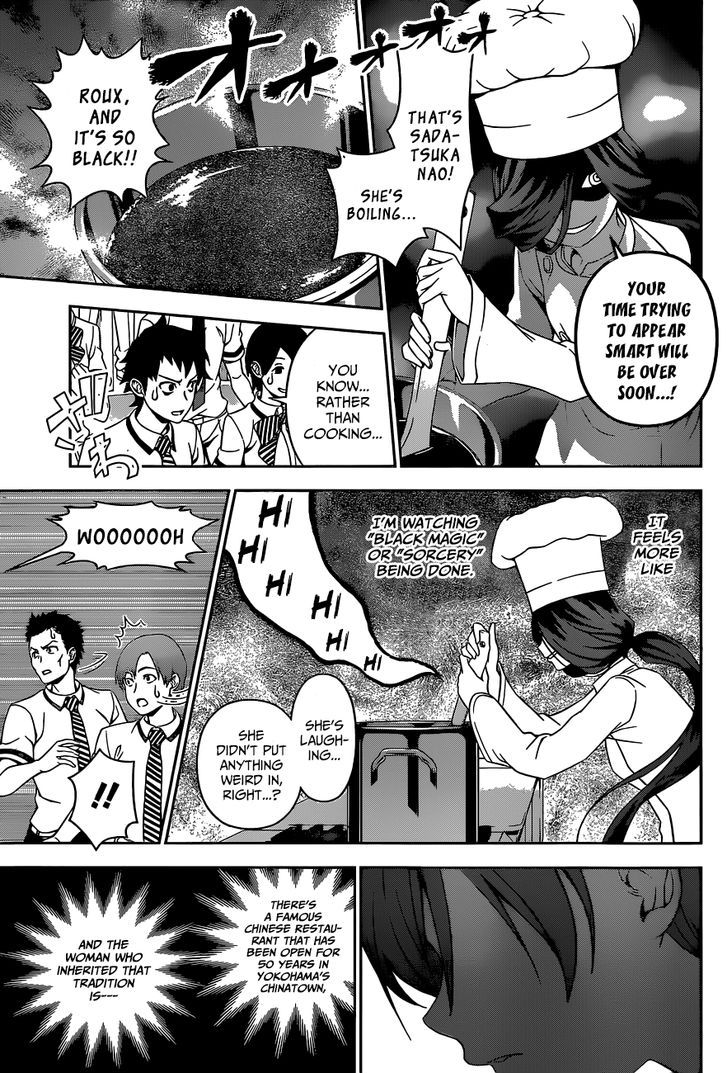 オオオオオ
THAT'S
SADA-
TSUKA
NAO!
SHE'S
BOILING...
ROUX,
AND
IT'S SO
BLACK!!
YOUR
TIME TRYING
TO APPEAR
SMART WILL
BE OVER
SOON...!
YOU
KNOW...
RATHER
THAN
COOKING...
IT
FEELS
MORE
LIKE
I'M WATCHING
"BLACK MAGIC"
OR "SORCERY"
BEING DONE.
HI
HI
HI
HI
HI
HI
HI
SHE'S
LAUGH-
ING...
SHE
DIDN'T PUT
ANYTHING
WEIRD IN,
RIGHT...?
WOOOOOOH
!!
THERE'S
A FAMOUS
CHINESE RESTAU-
RANT THAT HAS
BEEN OPEN FOR
50 YEARS IN
YOKOHAMA'S
CHINATOWN,
AND THE
WOMAN WHO
INHERITED THAT
TRADITION
IS---